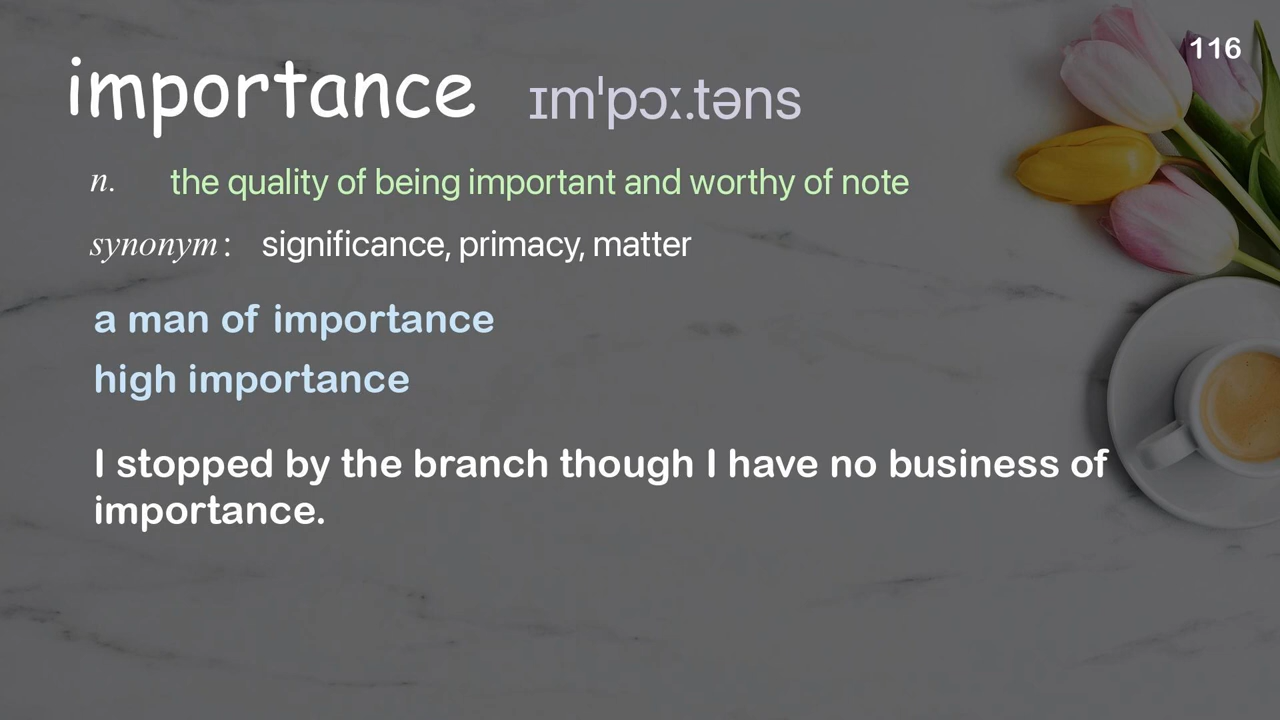 116
importance ɪmˈpɔː.təns
n. the quality of being important and worthy of note
synonym : significance, primacy, matter
a man of importance
high importance
I stopped by the branch though I have no business of
importance.